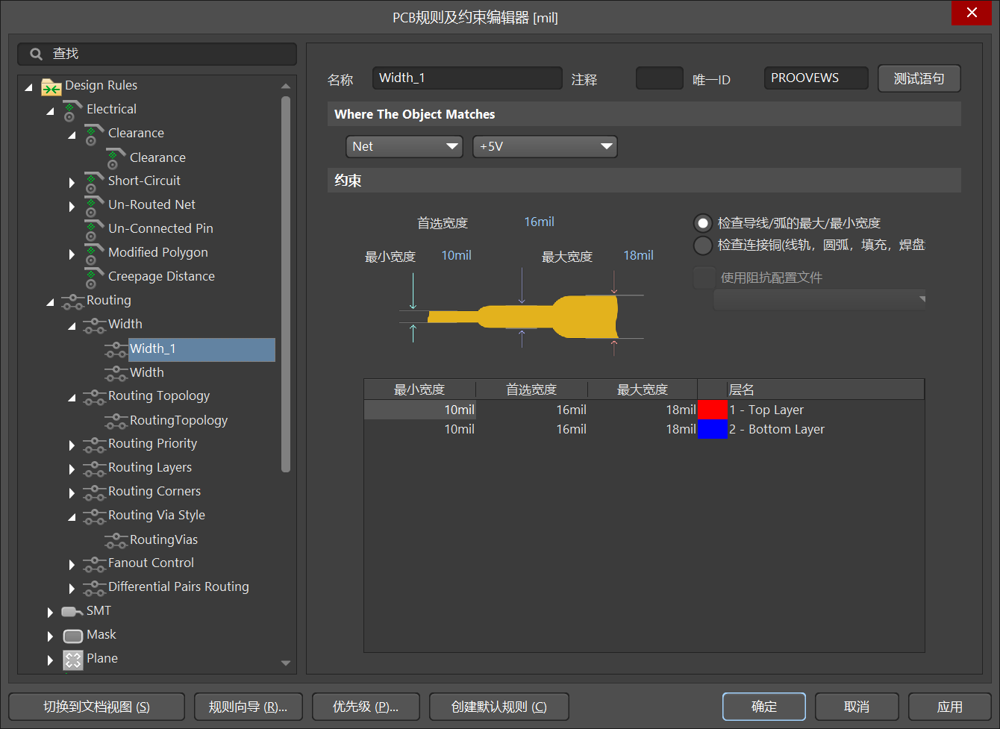 PCB规则及约束编辑器 [mil]
查找
Design Rules
Electrical
Clearance
Clearance
Short-Circuit
Un-Routed Net
Un-Connected Pin
Modified Polygon
Creepage Distance
Routing
Width
Width_1
Width
Routing Topology
RoutingTopology
Routing Priority
Routing Layers
Routing Corners
Routing Via Style
RoutingVias
Fanout Control
Differential Pairs Routing
SMT
Mask
Plane
名称 Width_1 注释 唯一ID PROOVEWS 测试语句
Where The Object Matches
Net +5V
约束
首选宽度 16mil
最小宽度 10mil 最大宽度 18mil
检查导线/弧的最大/最小宽度
检查连接铜(线轨，圆弧，填充，焊盘
使用阻抗配置文件
最小宽度 首选宽度 最大宽度 层名
10mil 16mil 18mil 1 - Top Layer
10mil 16mil 18mil 2 - Bottom Layer
切换到文档视图 (S) 规则向导 (R)... 优先级 (P)... 创建默认规则 (C) 确定 取消 应用